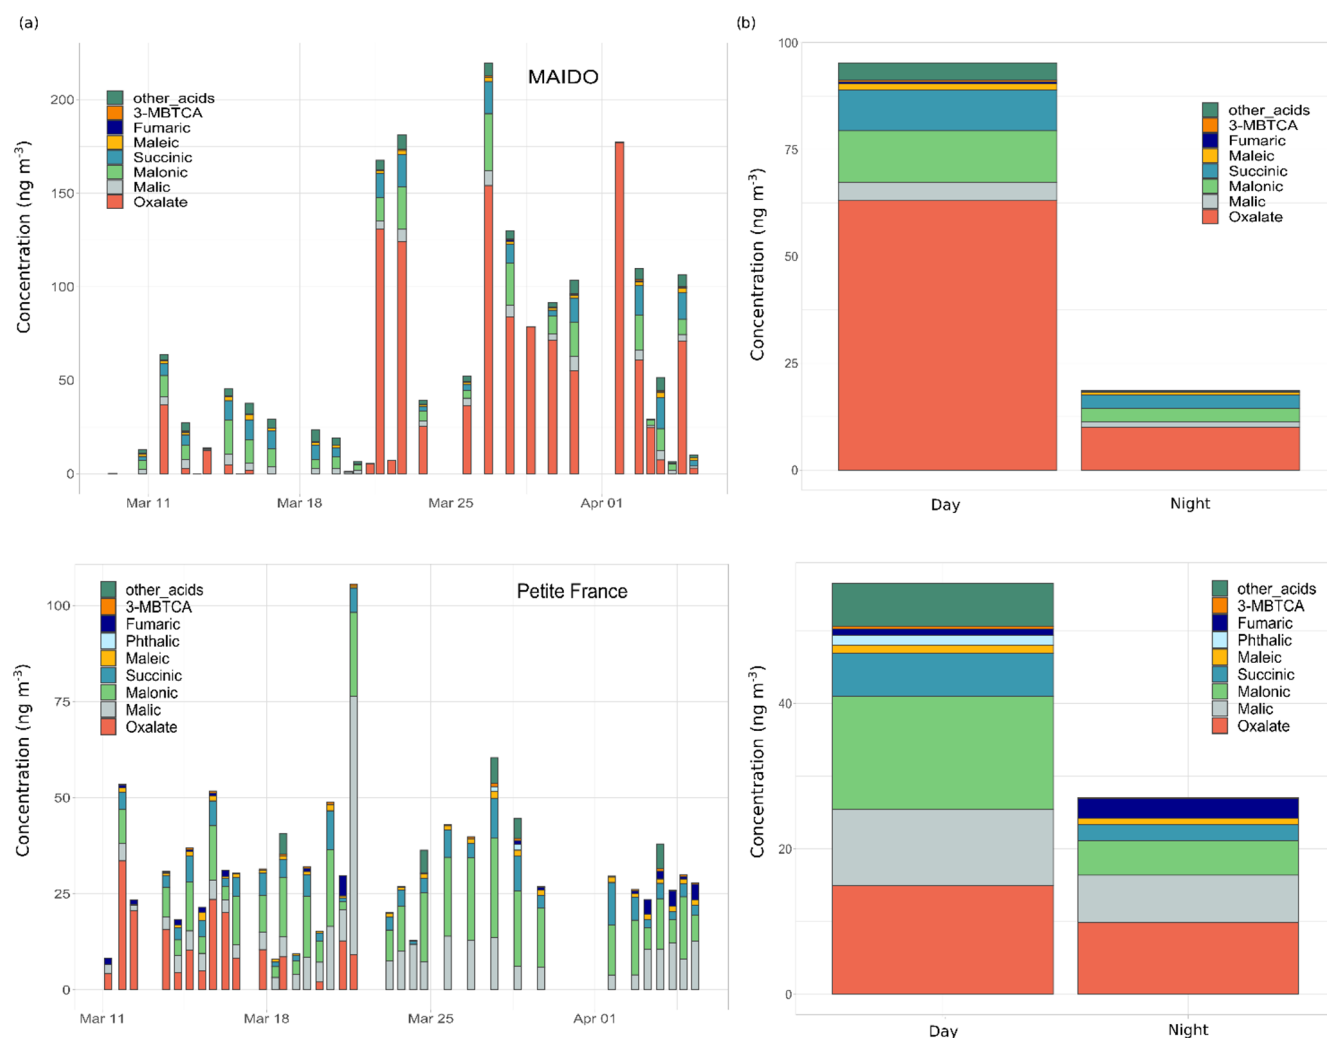 (a)
MAIDO
Concentration (ng m⁻³)
200
150
100
50
0
other_acids
3-MBTCA
Fumaric
Maleic
Succinic
Malonic
Malic
Oxalate
Mar 11
Mar 18
Mar 25
Apr 01
(b)
Concentration (ng m⁻³)
100
75
50
25
0
other_acids
3-MBTCA
Fumaric
Maleic
Succinic
Malonic
Malic
Oxalate
Day
Night
Petite France
Concentration (ng m⁻³)
100
75
50
25
0
other_acids
3-MBTCA
Fumaric
Phthalic
Maleic
Succinic
Malonic
Malic
Oxalate
Mar 11
Mar 18
Mar 25
Apr 01
Concentration (ng m⁻³)
40
20
0
other_acids
3-MBTCA
Fumaric
Phthalic
Maleic
Succinic
Malonic
Malic
Oxalate
Day
Night